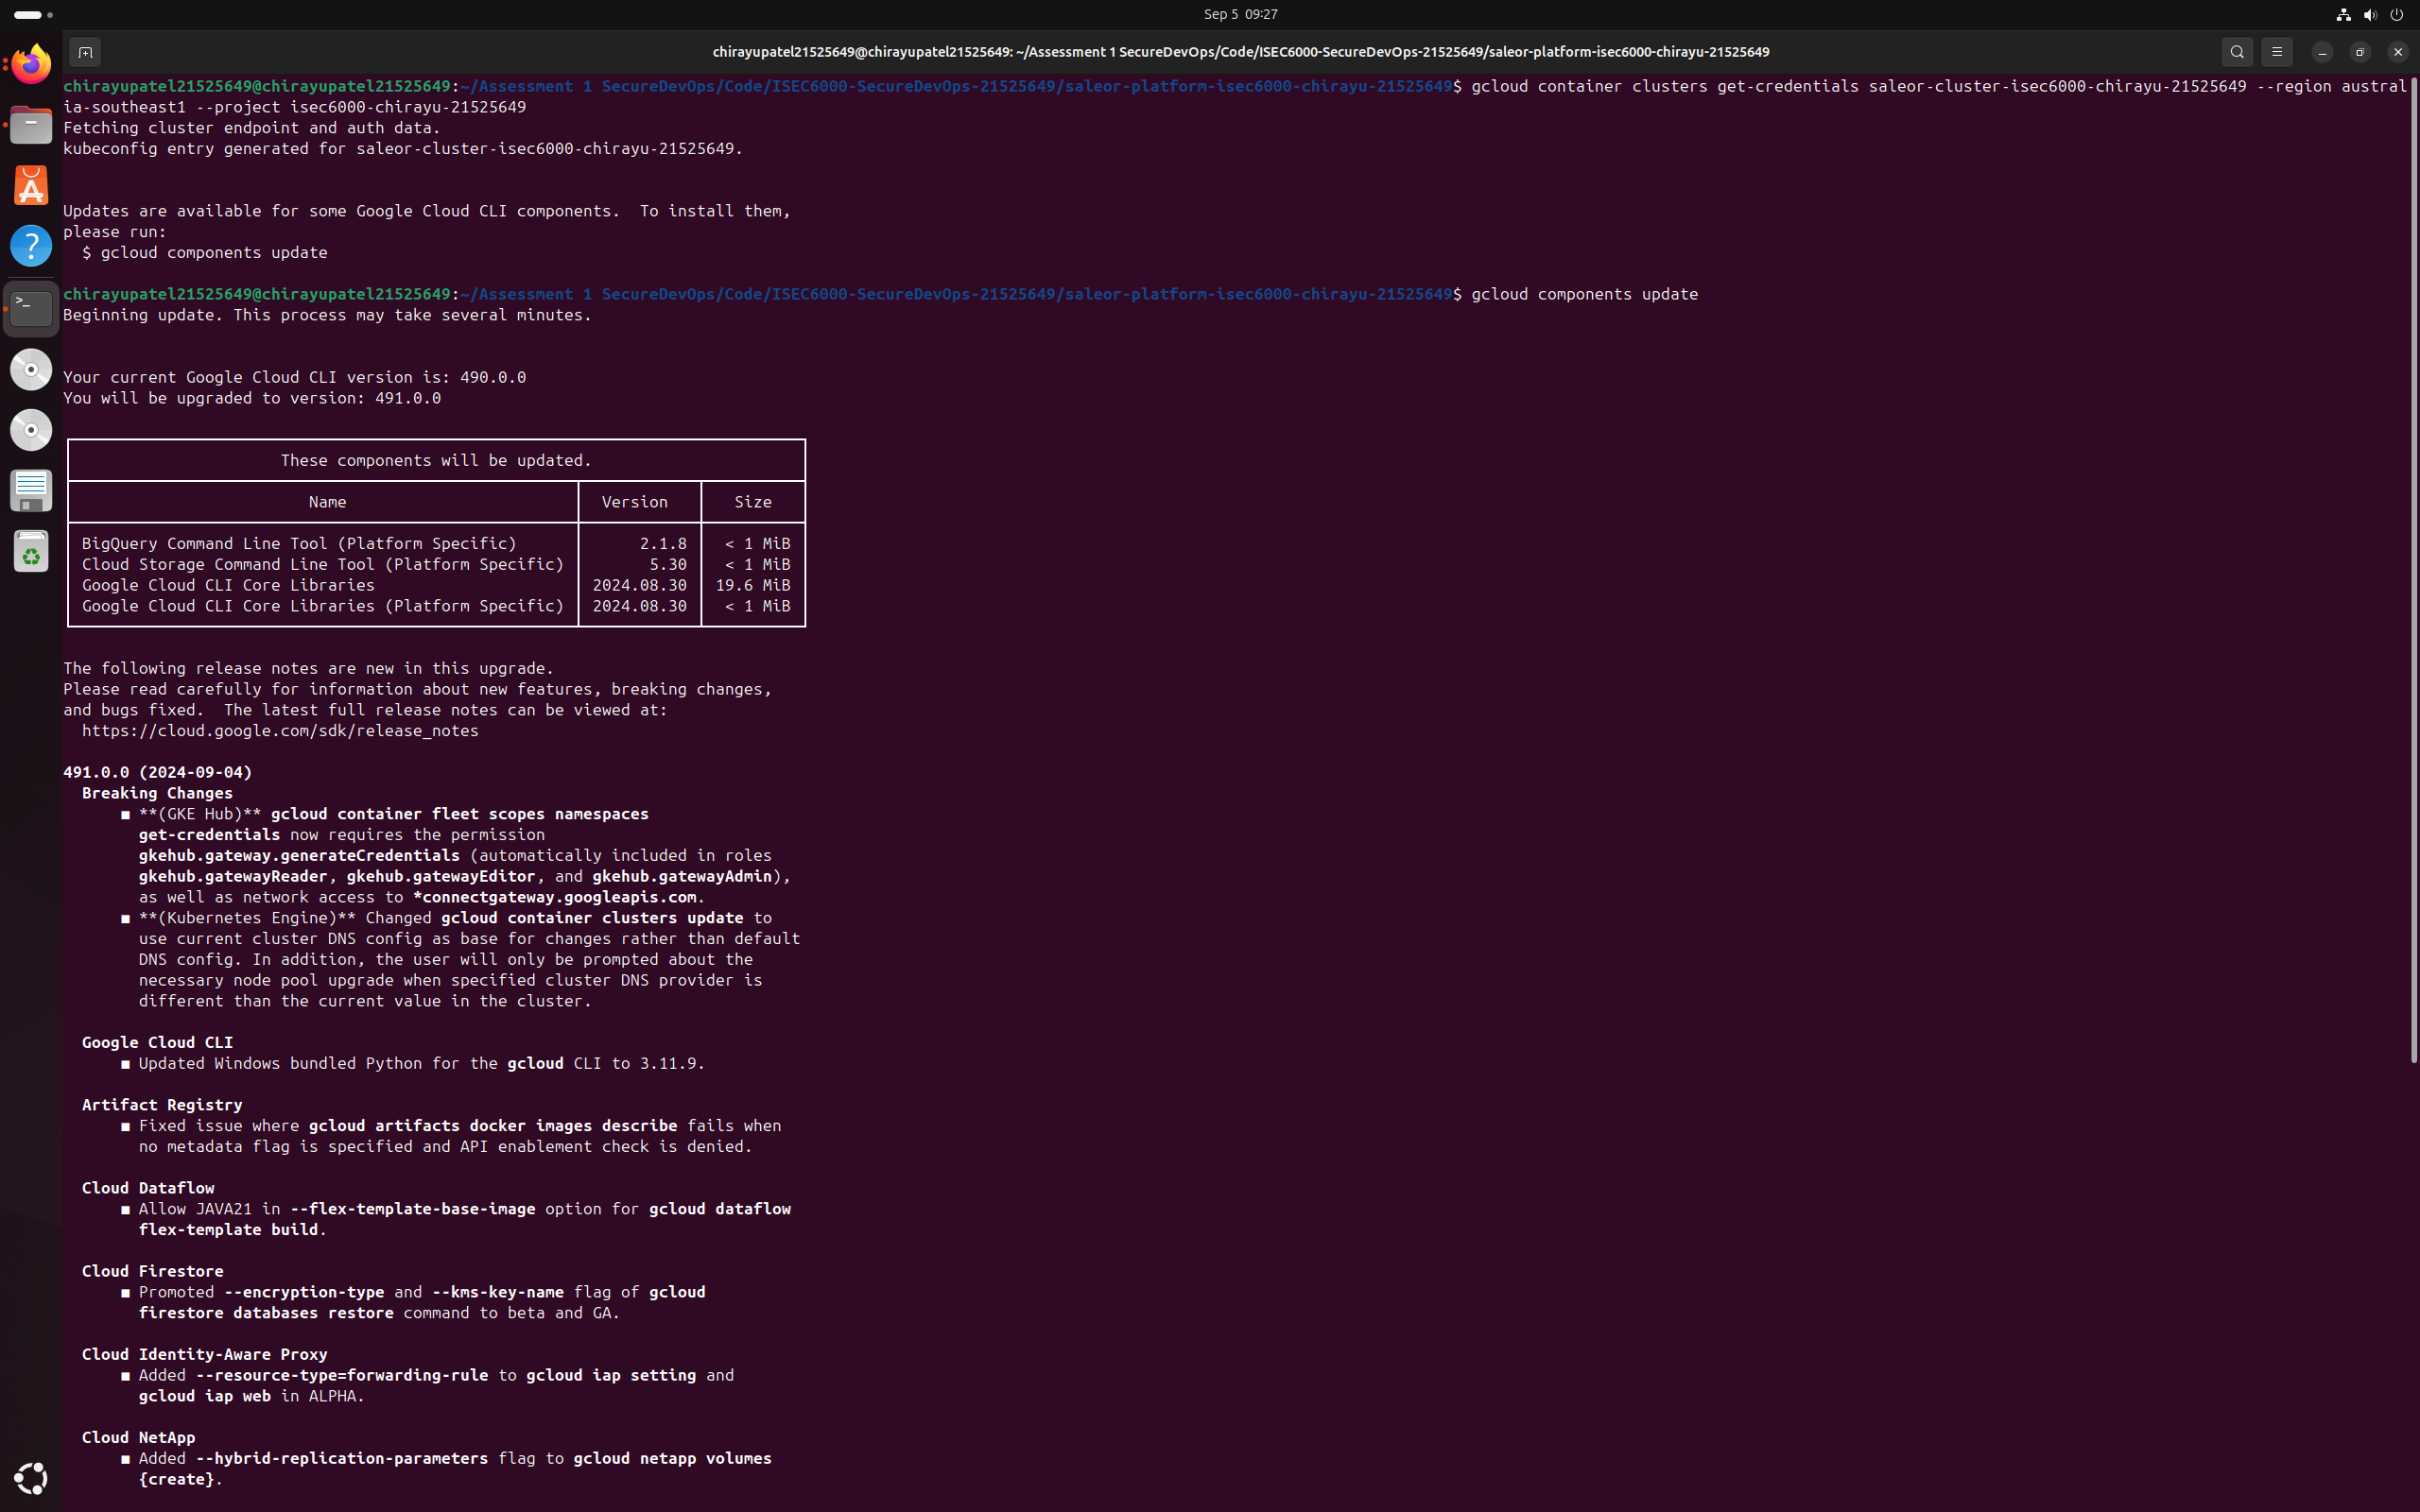 Sep 5 09:27
chirayupatel21525649@chirayupatel21525649: ~/Assessment 1 SecureDevOps/Code/ISEC6000-SecureDevOps-21525649/saleor-platform-isec6000-chirayu-21525649
chirayupatel21525649@chirayupatel21525649:~/Assessment 1 SecureDevOps/Code/ISEC6000-SecureDevOps-21525649/saleor-platform-isec6000-chirayu-21525649$ gcloud container clusters get-credentials saleor-cluster-isec6000-chirayu-21525649 --region austral
ia-southeast1 --project isec6000-chirayu-21525649
Fetching cluster endpoint and auth data.
kubeconfig entry generated for saleor-cluster-isec6000-chirayu-21525649.
Updates are available for some Google Cloud CLI components.  To install them,
please run:
  $ gcloud components update
chirayupatel21525649@chirayupatel21525649:~/Assessment 1 SecureDevOps/Code/ISEC6000-SecureDevOps-21525649/saleor-platform-isec6000-chirayu-21525649$ gcloud components update
Beginning update. This process may take several minutes.
Your current Google Cloud CLI version is: 490.0.0
You will be upgraded to version: 491.0.0
These components will be updated.
Name Version Size
BigQuery Command Line Tool (Platform Specific) 2.1.8 < 1 MiB
Cloud Storage Command Line Tool (Platform Specific) 5.30 < 1 MiB
Google Cloud CLI Core Libraries 2024.08.30 19.6 MiB
Google Cloud CLI Core Libraries (Platform Specific) 2024.08.30 < 1 MiB
The following release notes are new in this upgrade.
Please read carefully for information about new features, breaking changes,
and bugs fixed.  The latest full release notes can be viewed at:
  https://cloud.google.com/sdk/release_notes
491.0.0 (2024-09-04)
Breaking Changes
■ **(GKE Hub)** gcloud container fleet scopes namespaces
get-credentials now requires the permission
gkehub.gateway.generateCredentials (automatically included in roles
gkehub.gatewayReader, gkehub.gatewayEditor, and gkehub.gatewayAdmin),
as well as network access to *connectgateway.googleapis.com.
■ **(Kubernetes Engine)** Changed gcloud container clusters update to
use current cluster DNS config as base for changes rather than default
DNS config. In addition, the user will only be prompted about the
necessary node pool upgrade when specified cluster DNS provider is
different than the current value in the cluster.
Google Cloud CLI
■ Updated Windows bundled Python for the gcloud CLI to 3.11.9.
Artifact Registry
■ Fixed issue where gcloud artifacts docker images describe fails when
no metadata flag is specified and API enablement check is denied.
Cloud Dataflow
■ Allow JAVA21 in --flex-template-base-image option for gcloud dataflow
flex-template build.
Cloud Firestore
■ Promoted --encryption-type and --kms-key-name flag of gcloud
firestore databases restore command to beta and GA.
Cloud Identity-Aware Proxy
■ Added --resource-type=forwarding-rule to gcloud iap setting and
gcloud iap web in ALPHA.
Cloud NetApp
■ Added --hybrid-replication-parameters flag to gcloud netapp volumes
{create}.